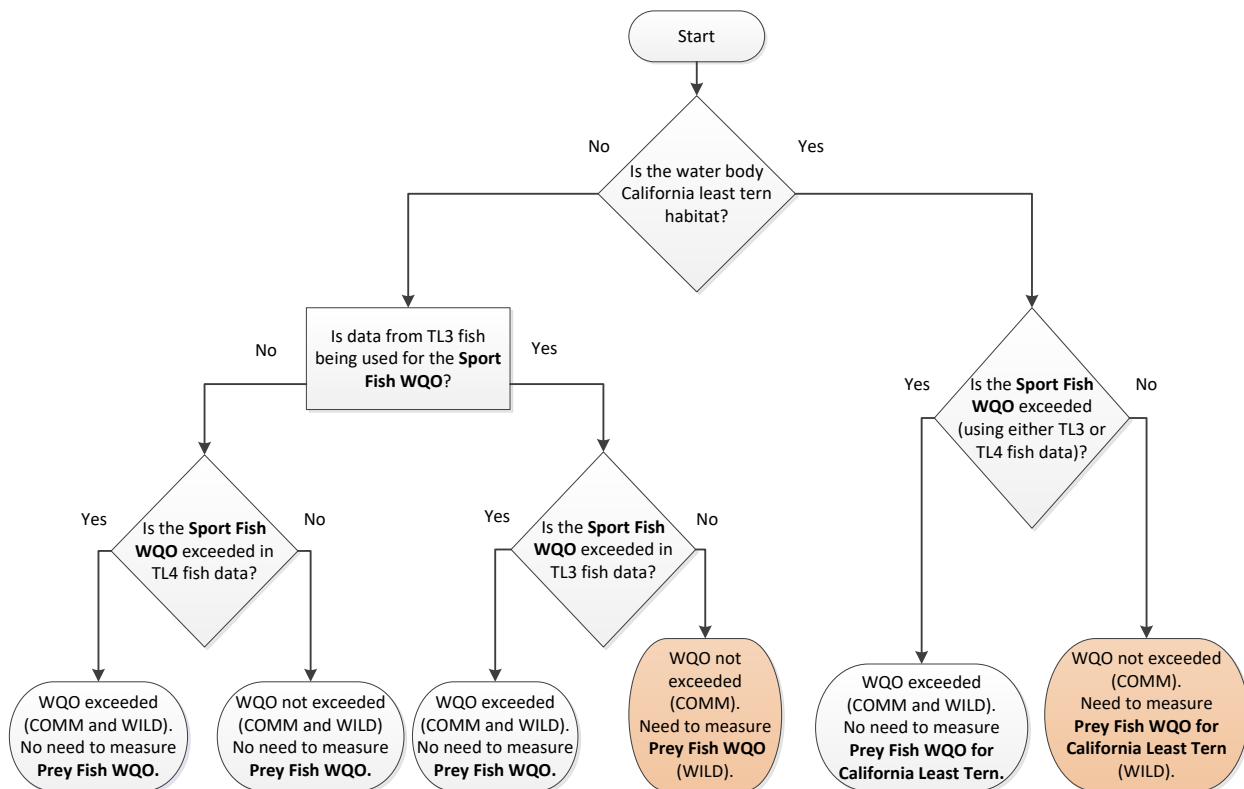 Start
No
Yes
Is the water body
California least tern
habitat?
No
Is data from TL3 fish
being used for the Sport
Fish WQO?
Yes
Yes
Is the Sport Fish
WQO exceeded
(using either TL3 or
TL4 fish data)?
No
Yes
Is the Sport Fish
WQO exceeded in
TL4 fish data?
No
Yes
Is the Sport Fish
WQO exceeded in
TL3 fish data?
No
WQO exceeded
(COMM and WILD).
No need to measure
Prey Fish WQO.
WQO not exceeded
(COMM and WILD)
No need to measure
Prey Fish WQO.
WQO exceeded
(COMM and WILD).
No need to measure
Prey Fish WQO.
WQO not
exceeded
(COMM).
Need to measure
Prey Fish WQO
(WILD).
WQO exceeded
(COMM and WILD).
No need to measure
Prey Fish WQO for
California Least Tern.
WQO not exceeded
(COMM).
Need to measure
Prey Fish WQO for
California Least Tern
(WILD).